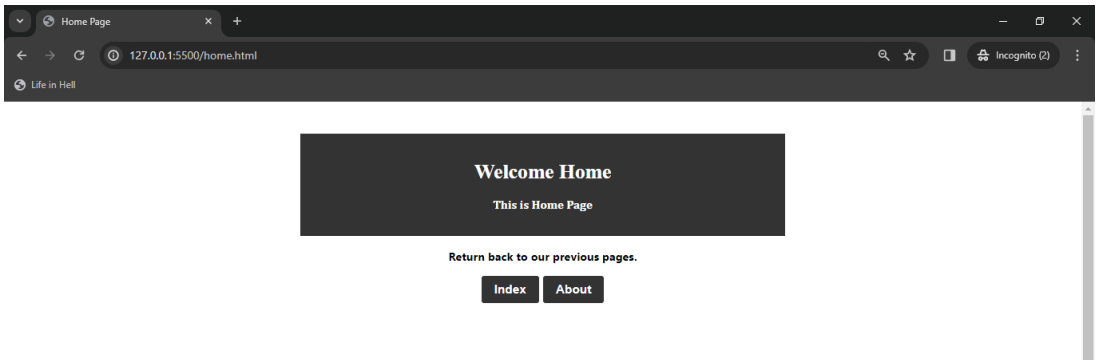 Home Page
127.0.0.1:5500/home.html
Incognito (2)
Life in Hell
Welcome Home
This is Home Page
Return back to our previous pages.
Index About